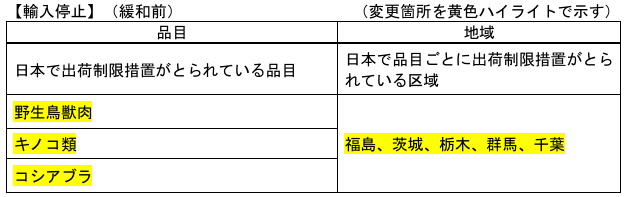 【輸入停止】（緩和前）
（変更箇所を黄色ハイライトで示す）
品目
地域
日本で出荷制限措置がとられている品目
日本で品目ごとに出荷制限措置がとら
れている区域
野生鳥獣肉
キノコ類
コシアブラ
福島、茨城、栃木、群馬、千葉